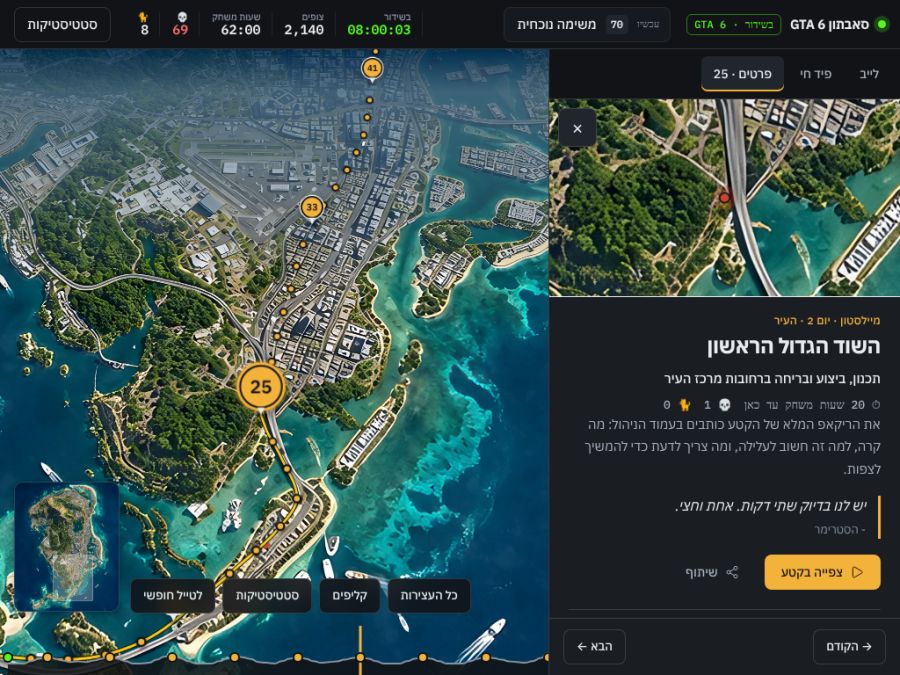 סאבתון GTA 6
בשידור · GTA 6
עכשיו 70 משימה נוכחית
בשידור
08:00:03
צופים
2,140
שעות משחק
62:00
69
8
סטטיסטיקות
לייב
פיד חי
פרטים · 25
×
מיילסטון · יום 2 · העיר
השוד הגדול הראשון
תכנון, ביצוע ובריחה ברחובות מרכז העיר
20 שעות משחק עד כאן 1 0
את הריקאפ המלא של הקטע כותבים בעמוד הניהול: מה
קרה, למה זה חשוב לעלילה, ומה צריך לדעת כדי להמשיך
לצפות.
יש לנו בדיוק שתי דקות. אחת וחצי.
- הסטרימר
צפייה בקטע
שיתוף
→ הקודם
הבא ←
41
33
25
כל העצירות
קליפים
סטטיסטיקות
לטייל חופשי